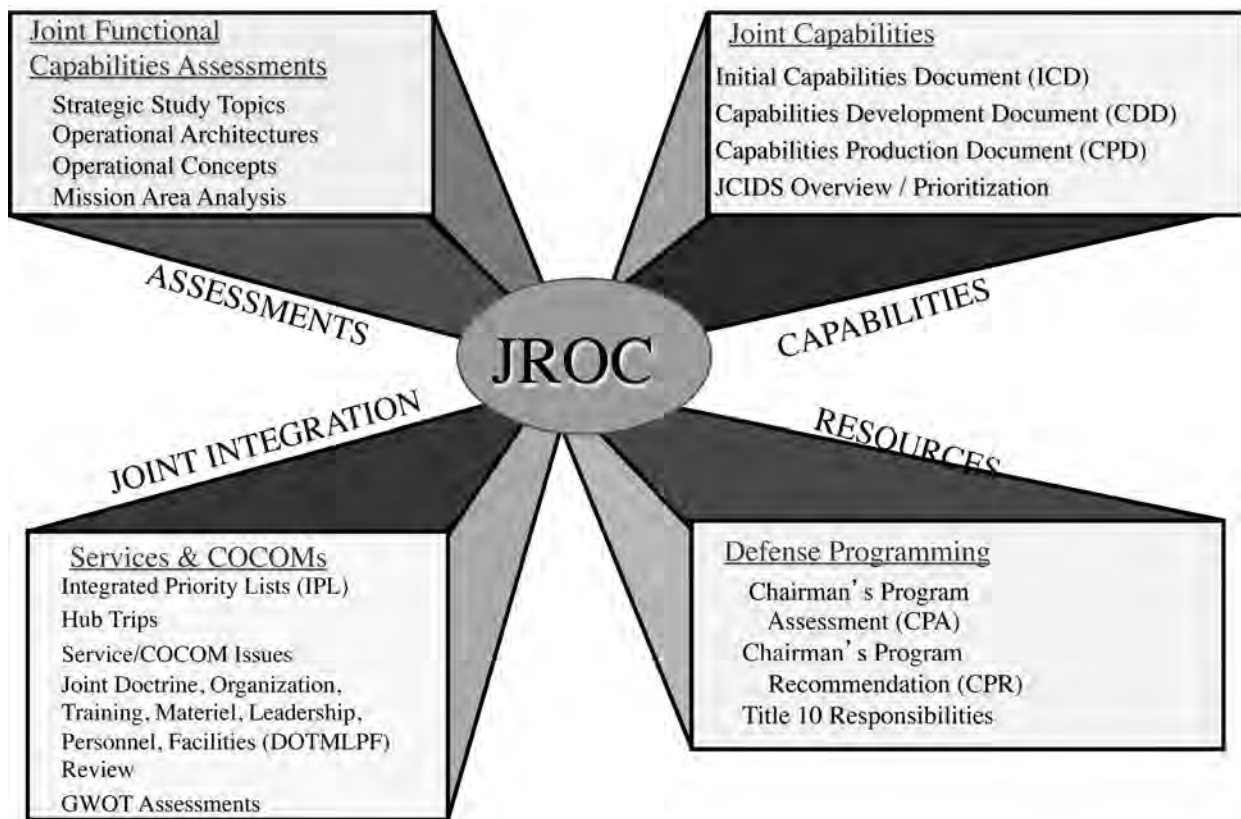 Joint Functional
Capabilities Assessments
Strategic Study Topics
Operational Architectures
Operational Concepts
Mission Area Analysis
Joint Capabilities
Initial Capabilities Document (ICD)
Capabilities Development Document (CDD)
Capabilities Production Document (CPD)
JCIDS Overview / Prioritization
ASSESSMENTS
CAPABILITIES
JROC
JOINT INTEGRATION
RESOURCES
Services & COCOMs
Integrated Priority Lists (IPL)
Hub Trips
Service/COCOM Issues
Joint Doctrine, Organization,
Training, Materiel, Leadership,
Personnel, Facilities (DOTMLPF)
Review
GWOT Assessments
Defense Programming
Chairman's Program
Assessment (CPA)
Chairman's Program
Recommendation (CPR)
Title 10 Responsibilities